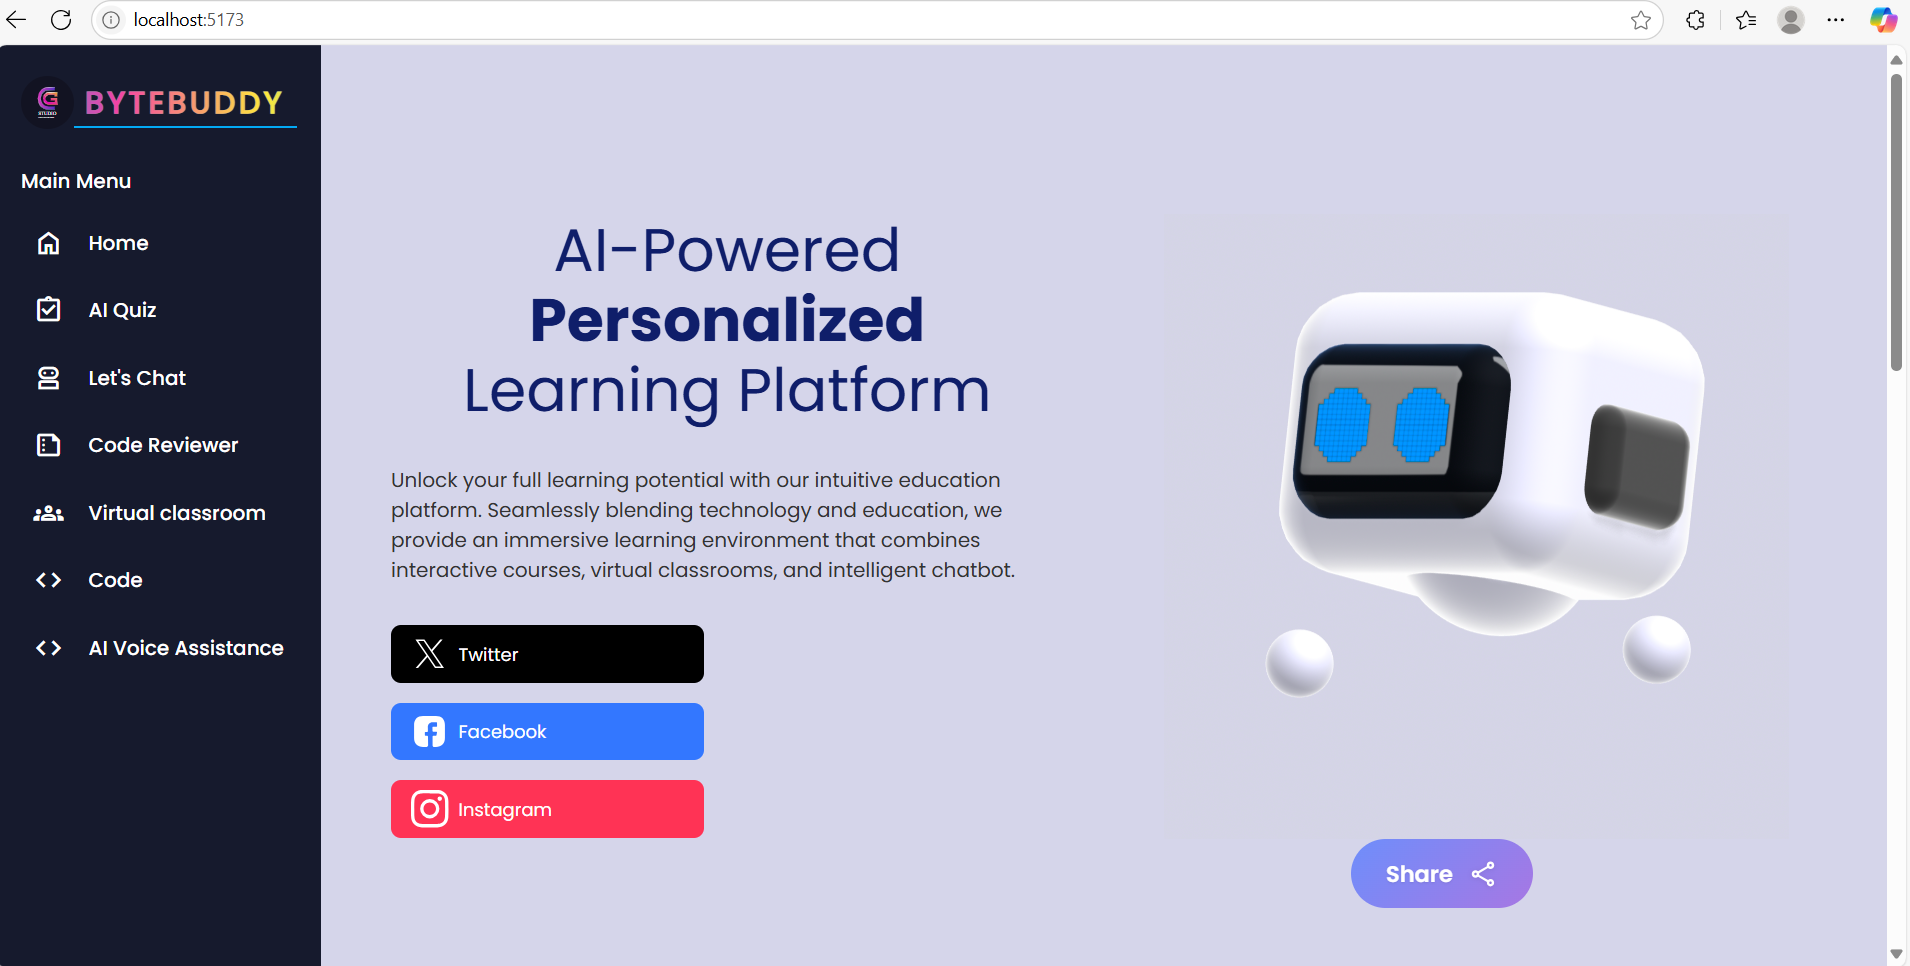 localhost:5173
STUDIO
BYTEBUDDY
Main Menu
Home
AI Quiz
Let's Chat
Code Reviewer
Virtual classroom
Code
AI Voice Assistance
AI-Powered
Personalized
Learning Platform
Unlock your full learning potential with our intuitive education
platform. Seamlessly blending technology and education, we
provide an immersive learning environment that combines
interactive courses, virtual classrooms, and intelligent chatbot.
Twitter
Facebook
Instagram
Share